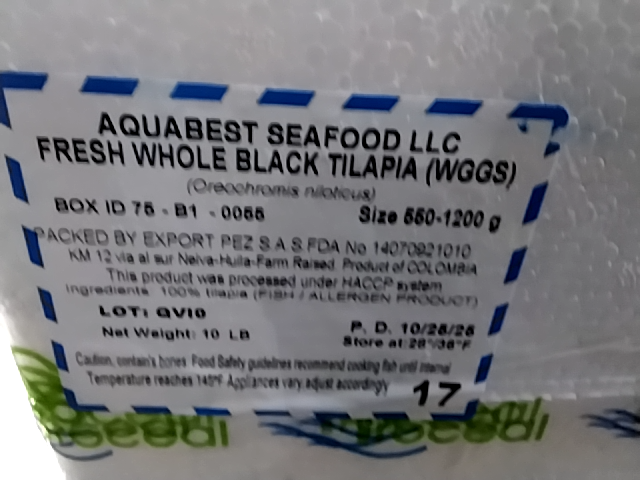 AQUABEST SEAFOOD LLC
FRESH WHOLE BLACK TILAPIA (WGGS)
(Oreochromis niloticus)
BOX ID 75 - B1 - 0055 Size 550-1200 g
PACKED BY EXPORT PEZ S.A.S FDA No 14070921010
KM 12 via al sur Neiva-Huila-Farm Raised. Product of COLOMBIA
This product was processed under HACCP system
Ingredients: 100% tilapia (FISH / ALLERGEN PRODUCT)
LOT: QV10
Net Weight: 10 LB
P. D. 10/26/26
Store at 28°/36°F
Caution, contain's bones Food Safety guidelines recommend cooking fish until internal
Temperature reaches 145°F Appliances vary, adjust accordingly
17